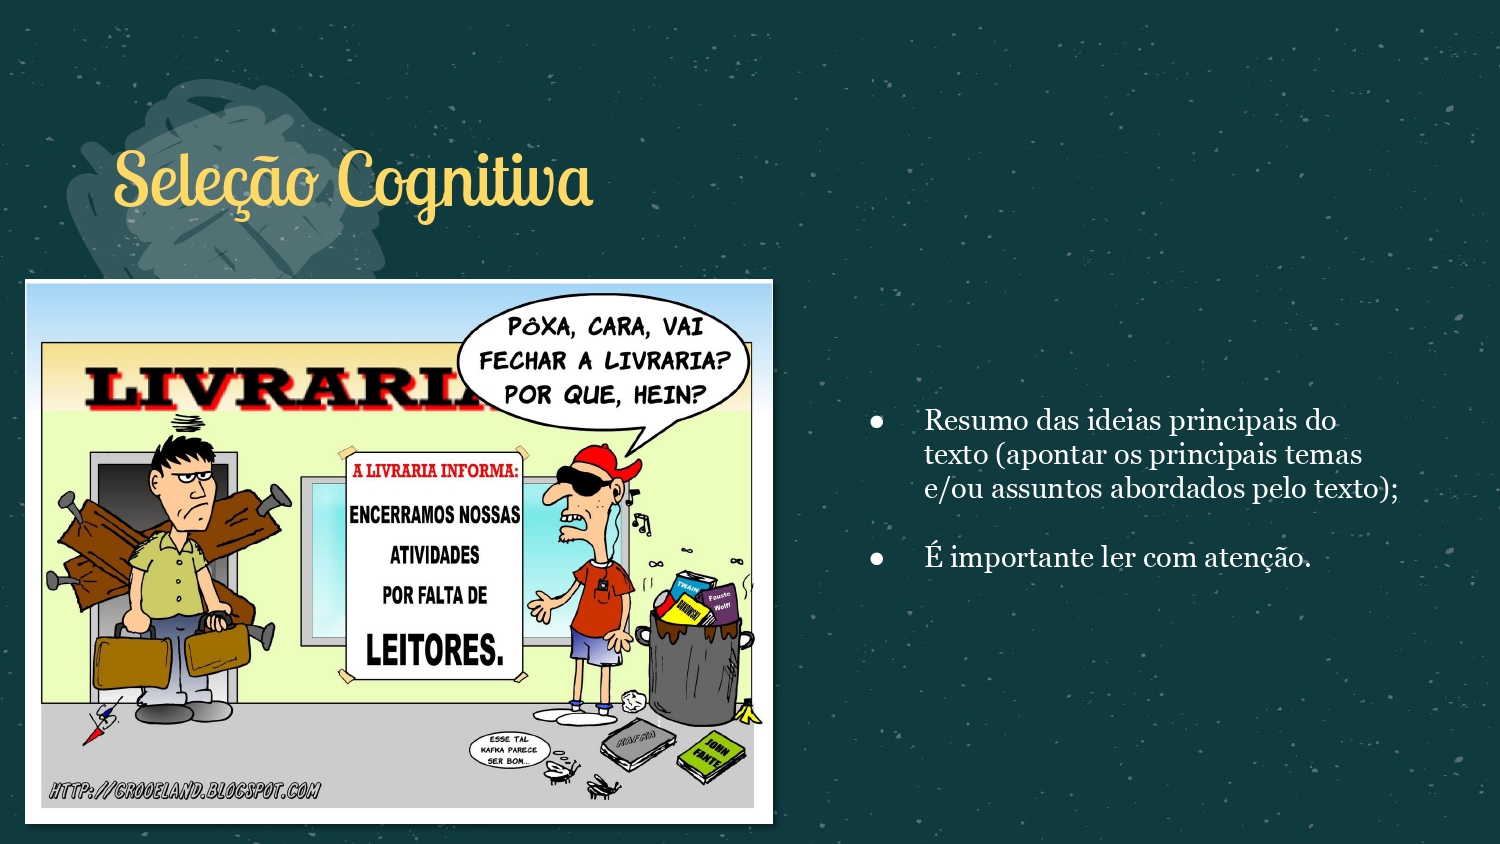 Seleção Cognitiva
PÔXA, CARA, VAI
FECHAR A LIVRARIA?
POR QUE, HEIN?
LIVRARIA
A LIVRARIA INFORMA:
ENCERRAMOS NOSSAS
ATIVIDADES
POR FALTA DE
LEITORES.
TWAIN
Fausto
Wolff
BUKOWSKI
KAFKA
JOHN
FANTE
ESSE TAL
KAFKA PARECE
SER BOM...
HTTP://GROOELAND.BLOGSPOT.COM
● Resumo das ideias principais do
texto (apontar os principais temas
e/ou assuntos abordados pelo texto);
● É importante ler com atenção.